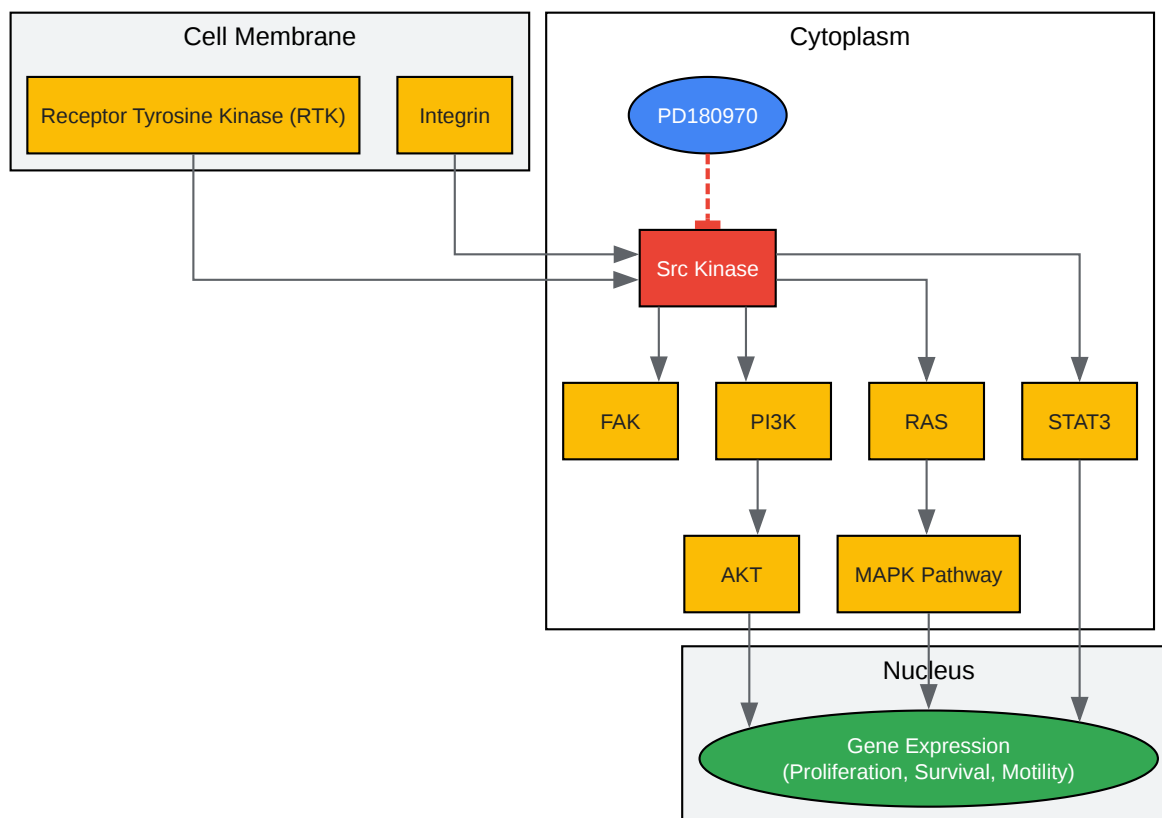 Cell Membrane
Cytoplasm
Receptor Tyrosine Kinase (RTK)
Integrin
PD180970
Src Kinase
FAK
PI3K
RAS
STAT3
AKT
MAPK Pathway
Nucleus
Gene Expression
(Proliferation, Survival, Motility)